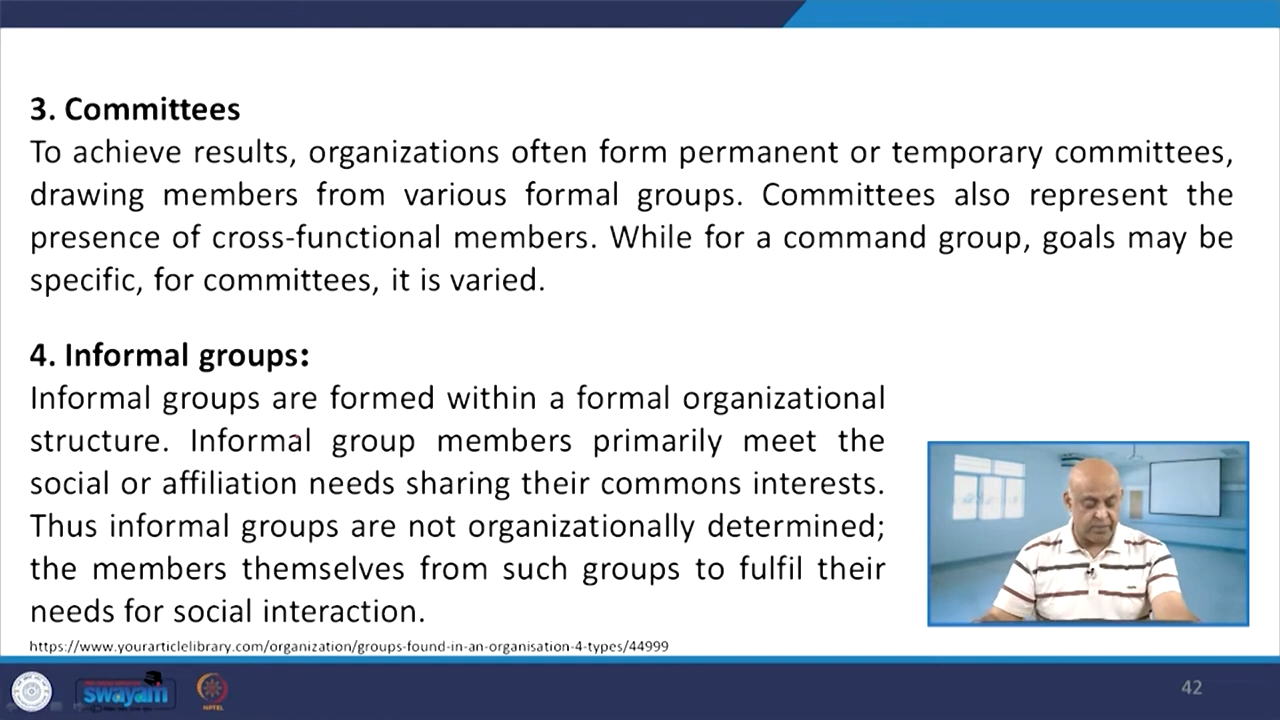 3. Committees
To achieve results, organizations often form permanent or temporary committees,
drawing members from various formal groups. Committees also represent the
presence of cross-functional members. While for a command group, goals may be
specific, for committees, it is varied.
4. Informal groups:
Informal groups are formed within a formal organizational
structure. Informal group members primarily meet the
social or affiliation needs sharing their commons interests.
Thus informal groups are not organizationally determined;
the members themselves from such groups to fulfil their
needs for social interaction.
https://www.yourarticlelibrary.com/organization/groups-found-in-an-organisation-4-types/44999
swayam
NPTEL
42